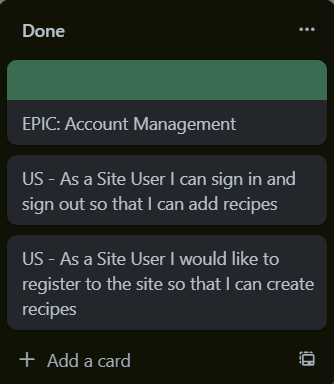 Done
EPIC: Account Management
US - As a Site User I can sign in and
sign out so that I can add recipes
US - As a Site User I would like to
register to the site so that I can create
recipes
Add a card